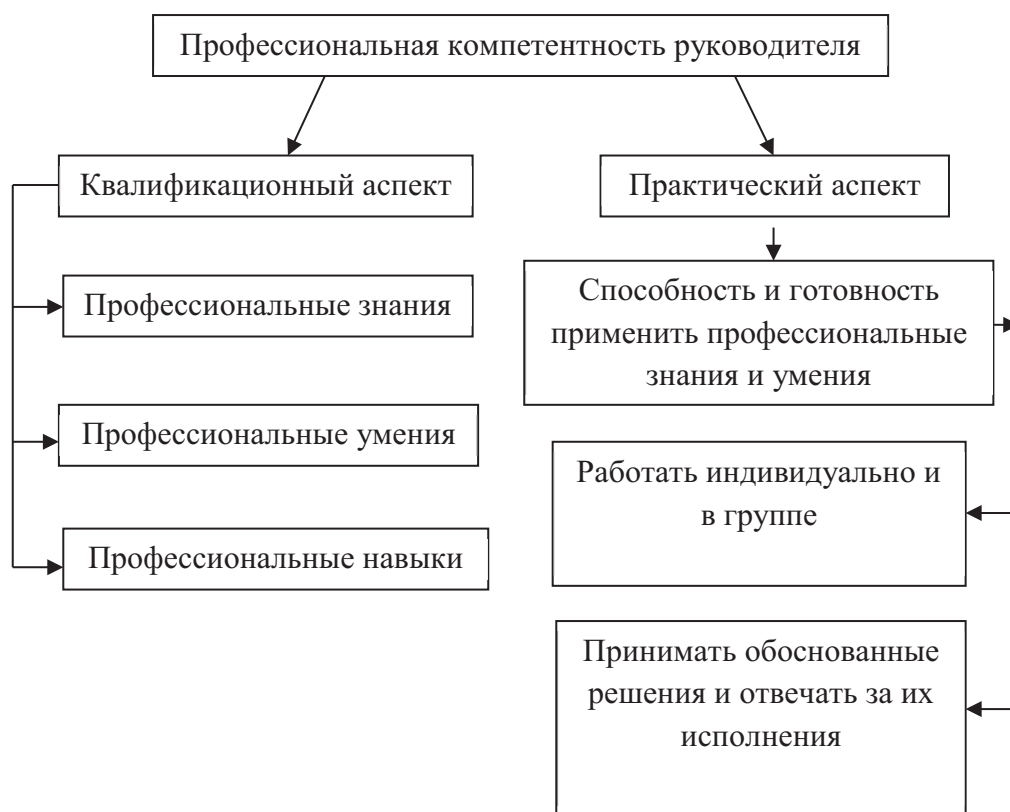 Профессиональная компетентность руководителя
Квалификационный аспект
Профессиональные знания
Профессиональные умения
Профессиональные навыки
Практический аспект
Способность и готовность
применить профессиональные
знания и умения
Работать индивидуально и
в группе
Принимать обоснованные
решения и отвечать за их
исполнения